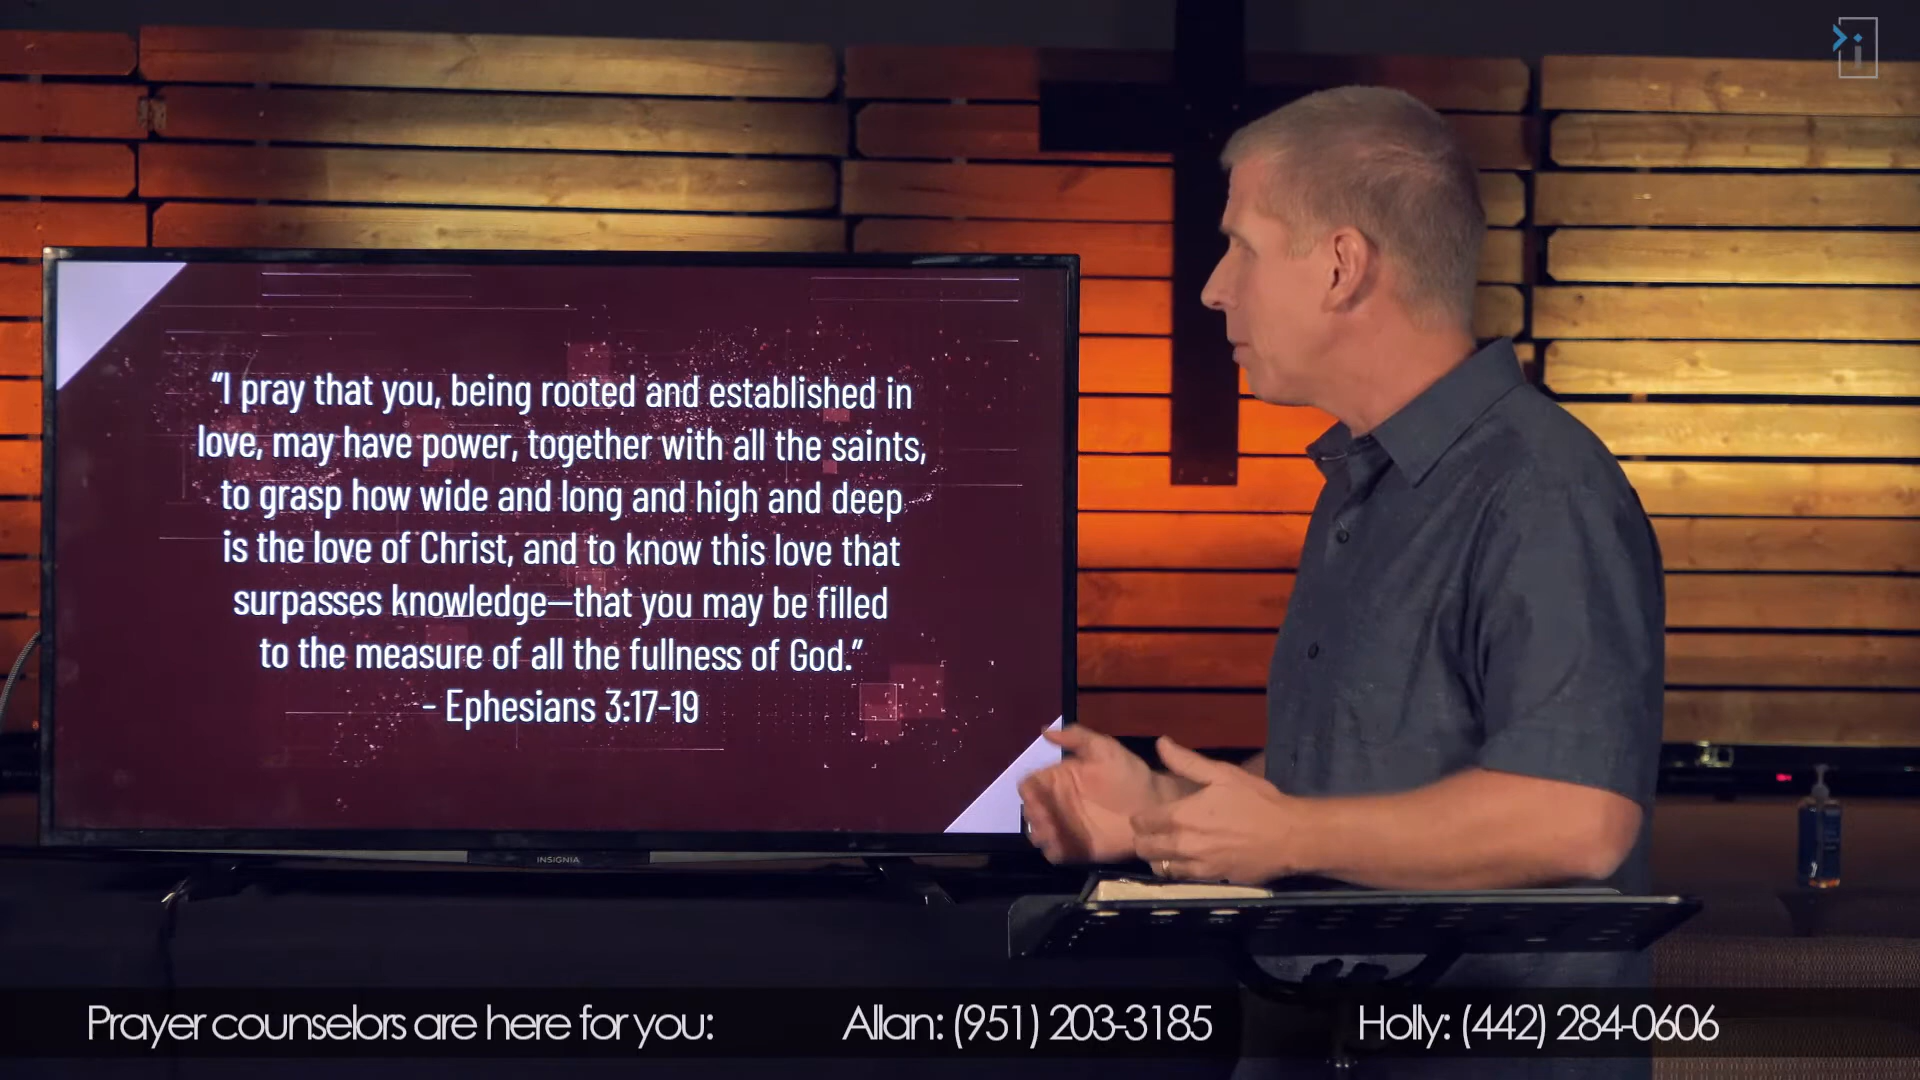 “I pray that you, being rooted and established in
love, may have power, together with all the saints,
to grasp how wide and long and high and deep
is the love of Christ, and to know this love that
surpasses knowledge—that you may be filled
to the measure of all the fullness of God.”
- Ephesians 3:17-19
INSIGNIA
Prayer counselors are here for you: Allan: (951) 203-3185 Holly: (442) 284-0606